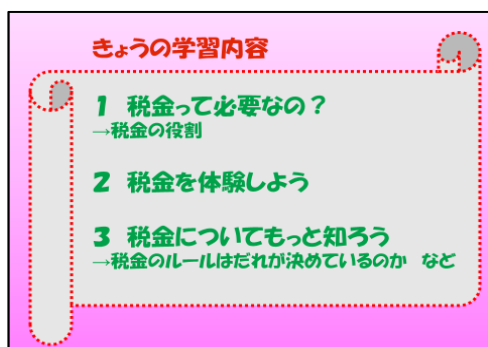 きょうの学習内容
1 税金って必要なの？
→税金の役割
2 税金を体験しよう
3 税金についてもっと知ろう
→税金のルールはだれが決めているのか など